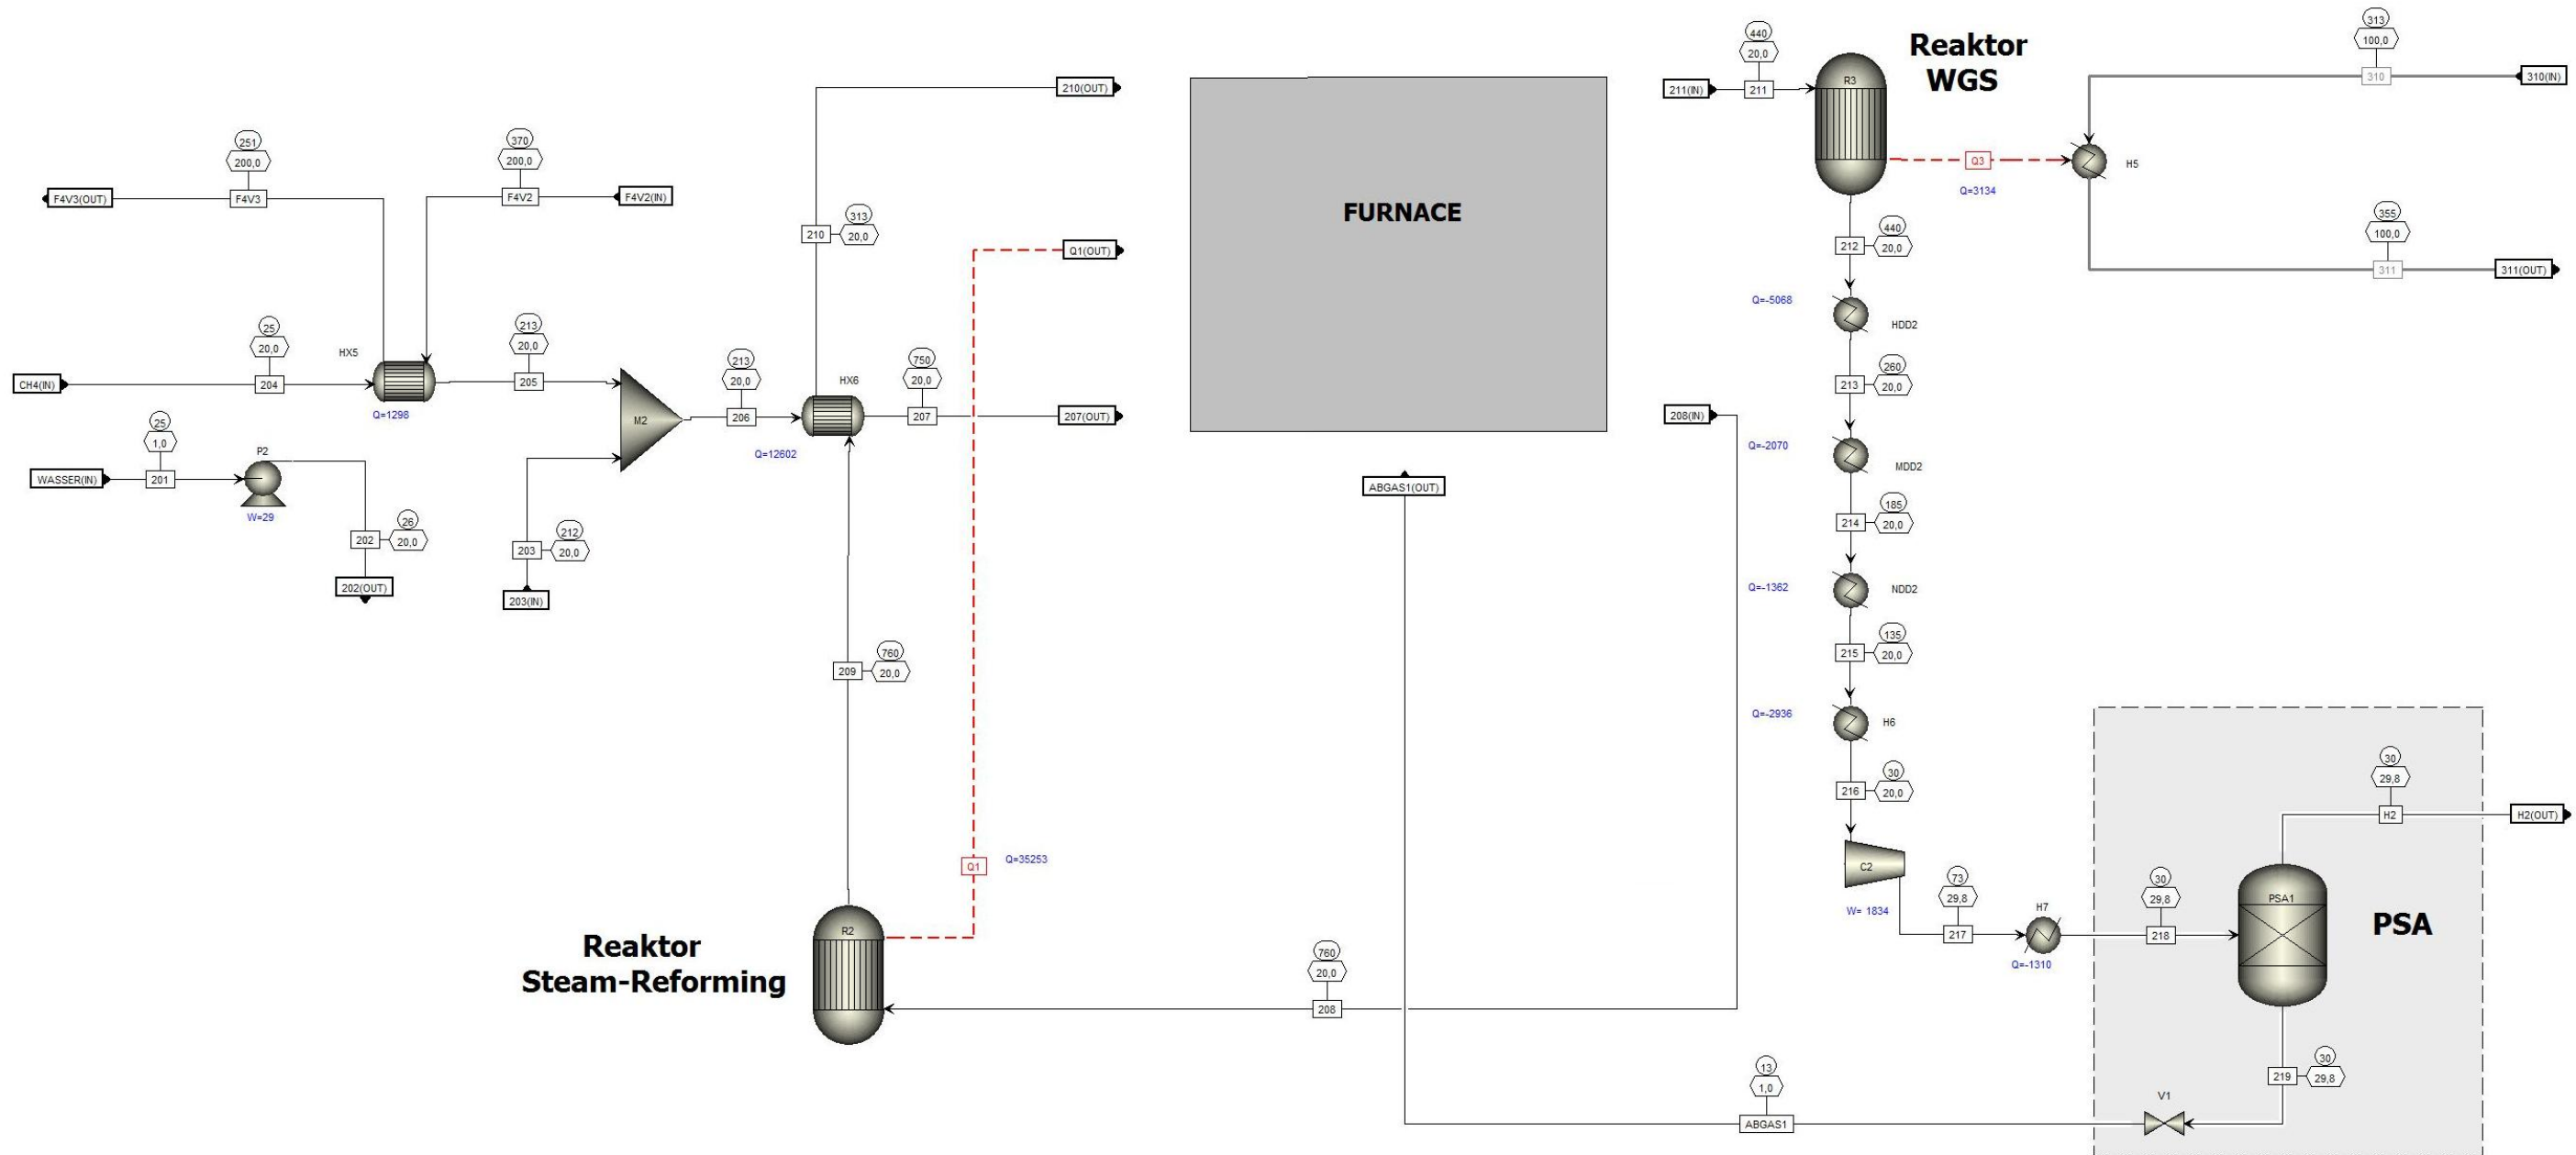 313
100,0
310
310(IN)
440
20,0
211(IN)
211
R3
Reaktor
WGS
Q3
Q=3134
H5
355
100,0
311
311(OUT)
210(OUT)
FURNACE
251
200,0
F4V3(OUT)
F4V3
370
200,0
F4V2
F4V2(IN)
210
313
20,0
Q1(OUT)
212
440
20,0
Q=-5068
HDD2
25
20,0
CH4(IN)
204
HX5
Q=1298
213
20,0
205
M2
213
20,0
206
HX6
Q=12602
750
20,0
207
207(OUT)
208(IN)
213
260
20,0
Q=-2070
MDD2
25
1,0
WASSER(IN)
201
P2
W=29
202
26
20,0
202(OUT)
203
212
20,0
203(IN)
ABGAS1(OUT)
214
185
20,0
Q=-1362
NDD2
215
135
20,0
209
760
20,0
Q=-2936
H6
216
30
20,0
C2
W= 1834
73
29,8
217
H7
Q=-1310
30
29,8
218
30
29,8
H2
H2(OUT)
PSA1
PSA
Q1
Q=35253
R2
Reaktor
Steam-Reforming
760
20,0
208
219
30
29,8
V1
13
1,0
ABGAS1